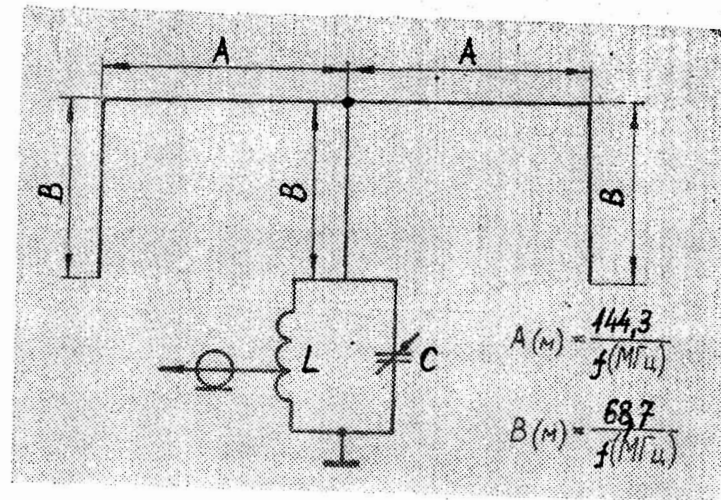 A A
B B B
L C
A(м) = 144,3 / f(МГц)
B(м) = 68,7 / f(МГц)